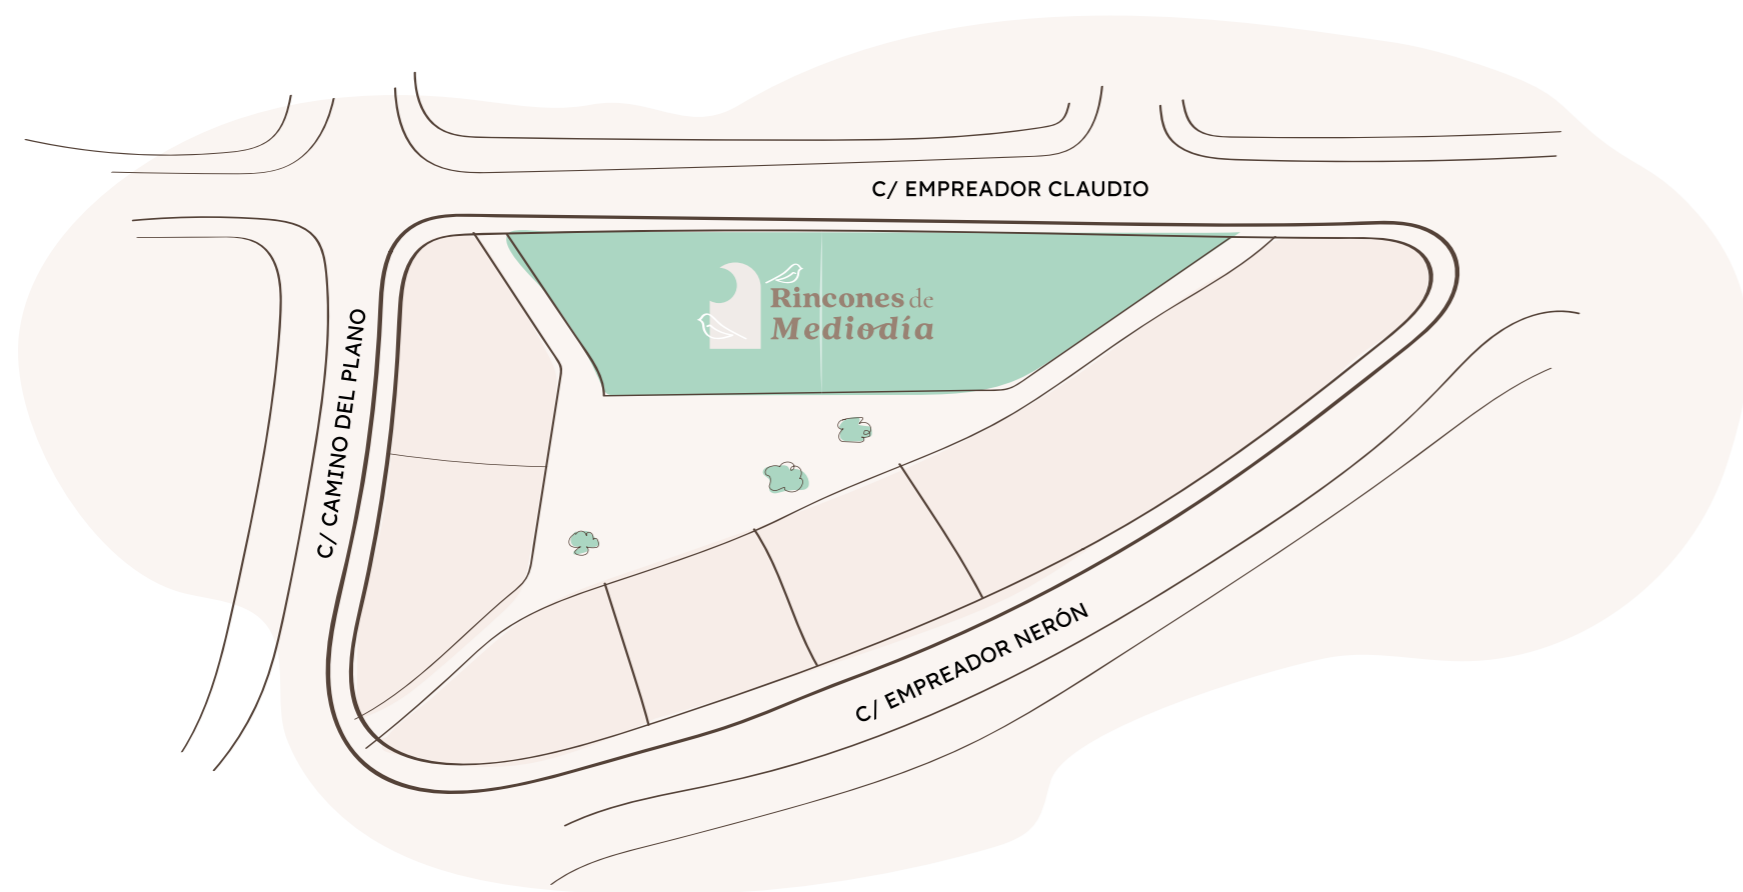 C/ EMPREADOR CLAUDIO
Rincones de
Mediodía
C/ CAMINO DEL PLANO
C/ EMPREADOR NERÓN